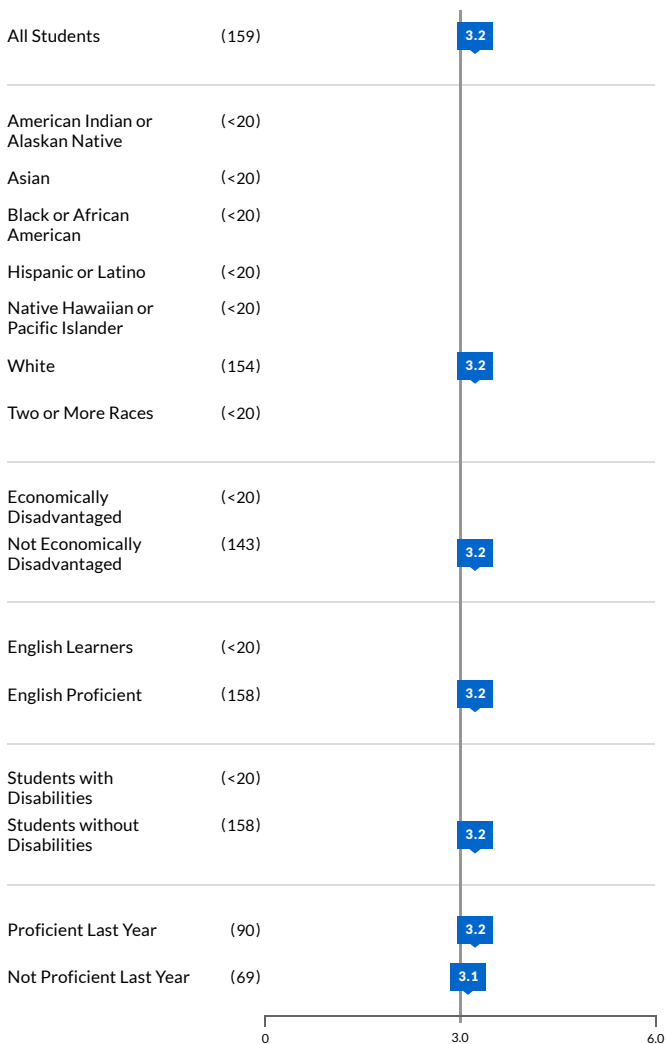 All Students (159) 3.2
American Indian or (<20)
Alaskan Native
Asian (<20)
Black or African (<20)
American
Hispanic or Latino (<20)
Native Hawaiian or (<20)
Pacific Islander
White (154) 3.2
Two or More Races (<20)
Economically (<20)
Disadvantaged
Not Economically (143) 3.2
Disadvantaged
English Learners (<20)
English Proficient (158) 3.2
Students with (<20)
Disabilities
Students without (158) 3.2
Disabilities
Proficient Last Year (90) 3.2
Not Proficient Last Year (69) 3.1
0 3.0 6.0